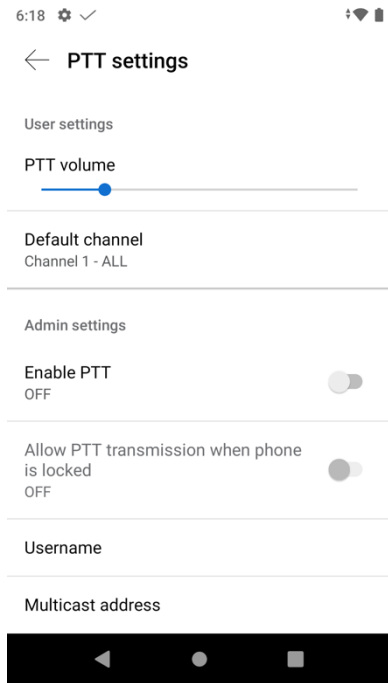 6:18
PTT settings
User settings
PTT volume
Default channel
Channel 1 - ALL
Admin settings
Enable PTT
OFF
Allow PTT transmission when phone
is locked
OFF
Username
Multicast address